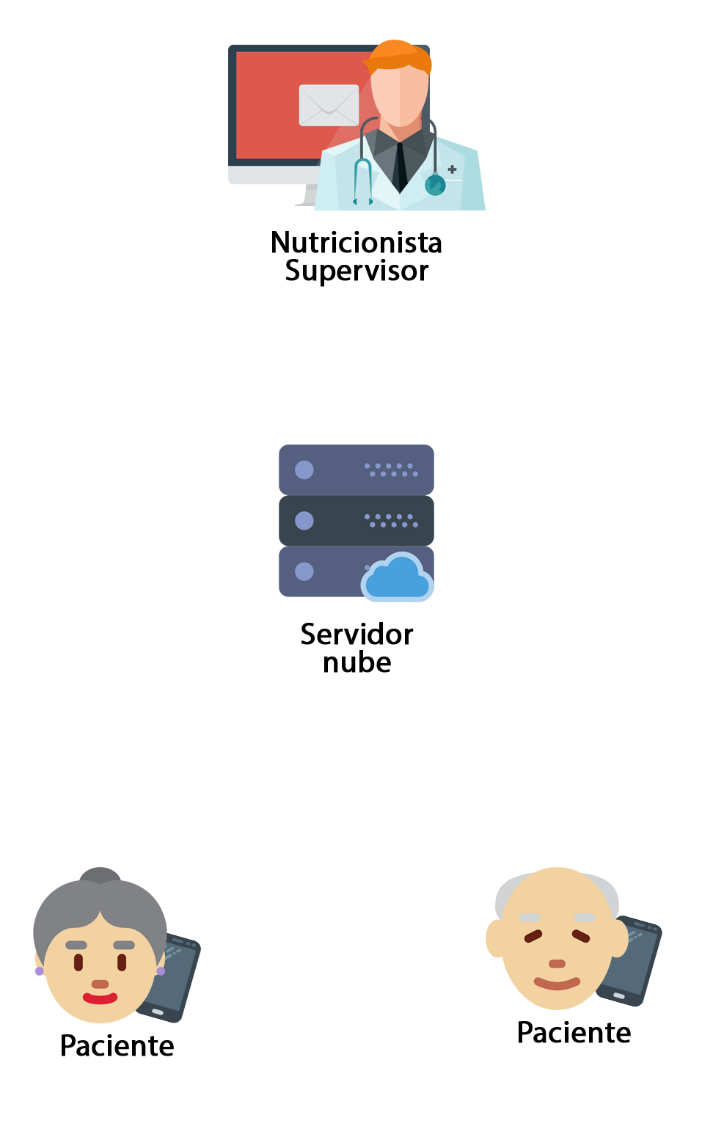 Nutricionista
Supervisor
Servidor
nube
Paciente
Paciente